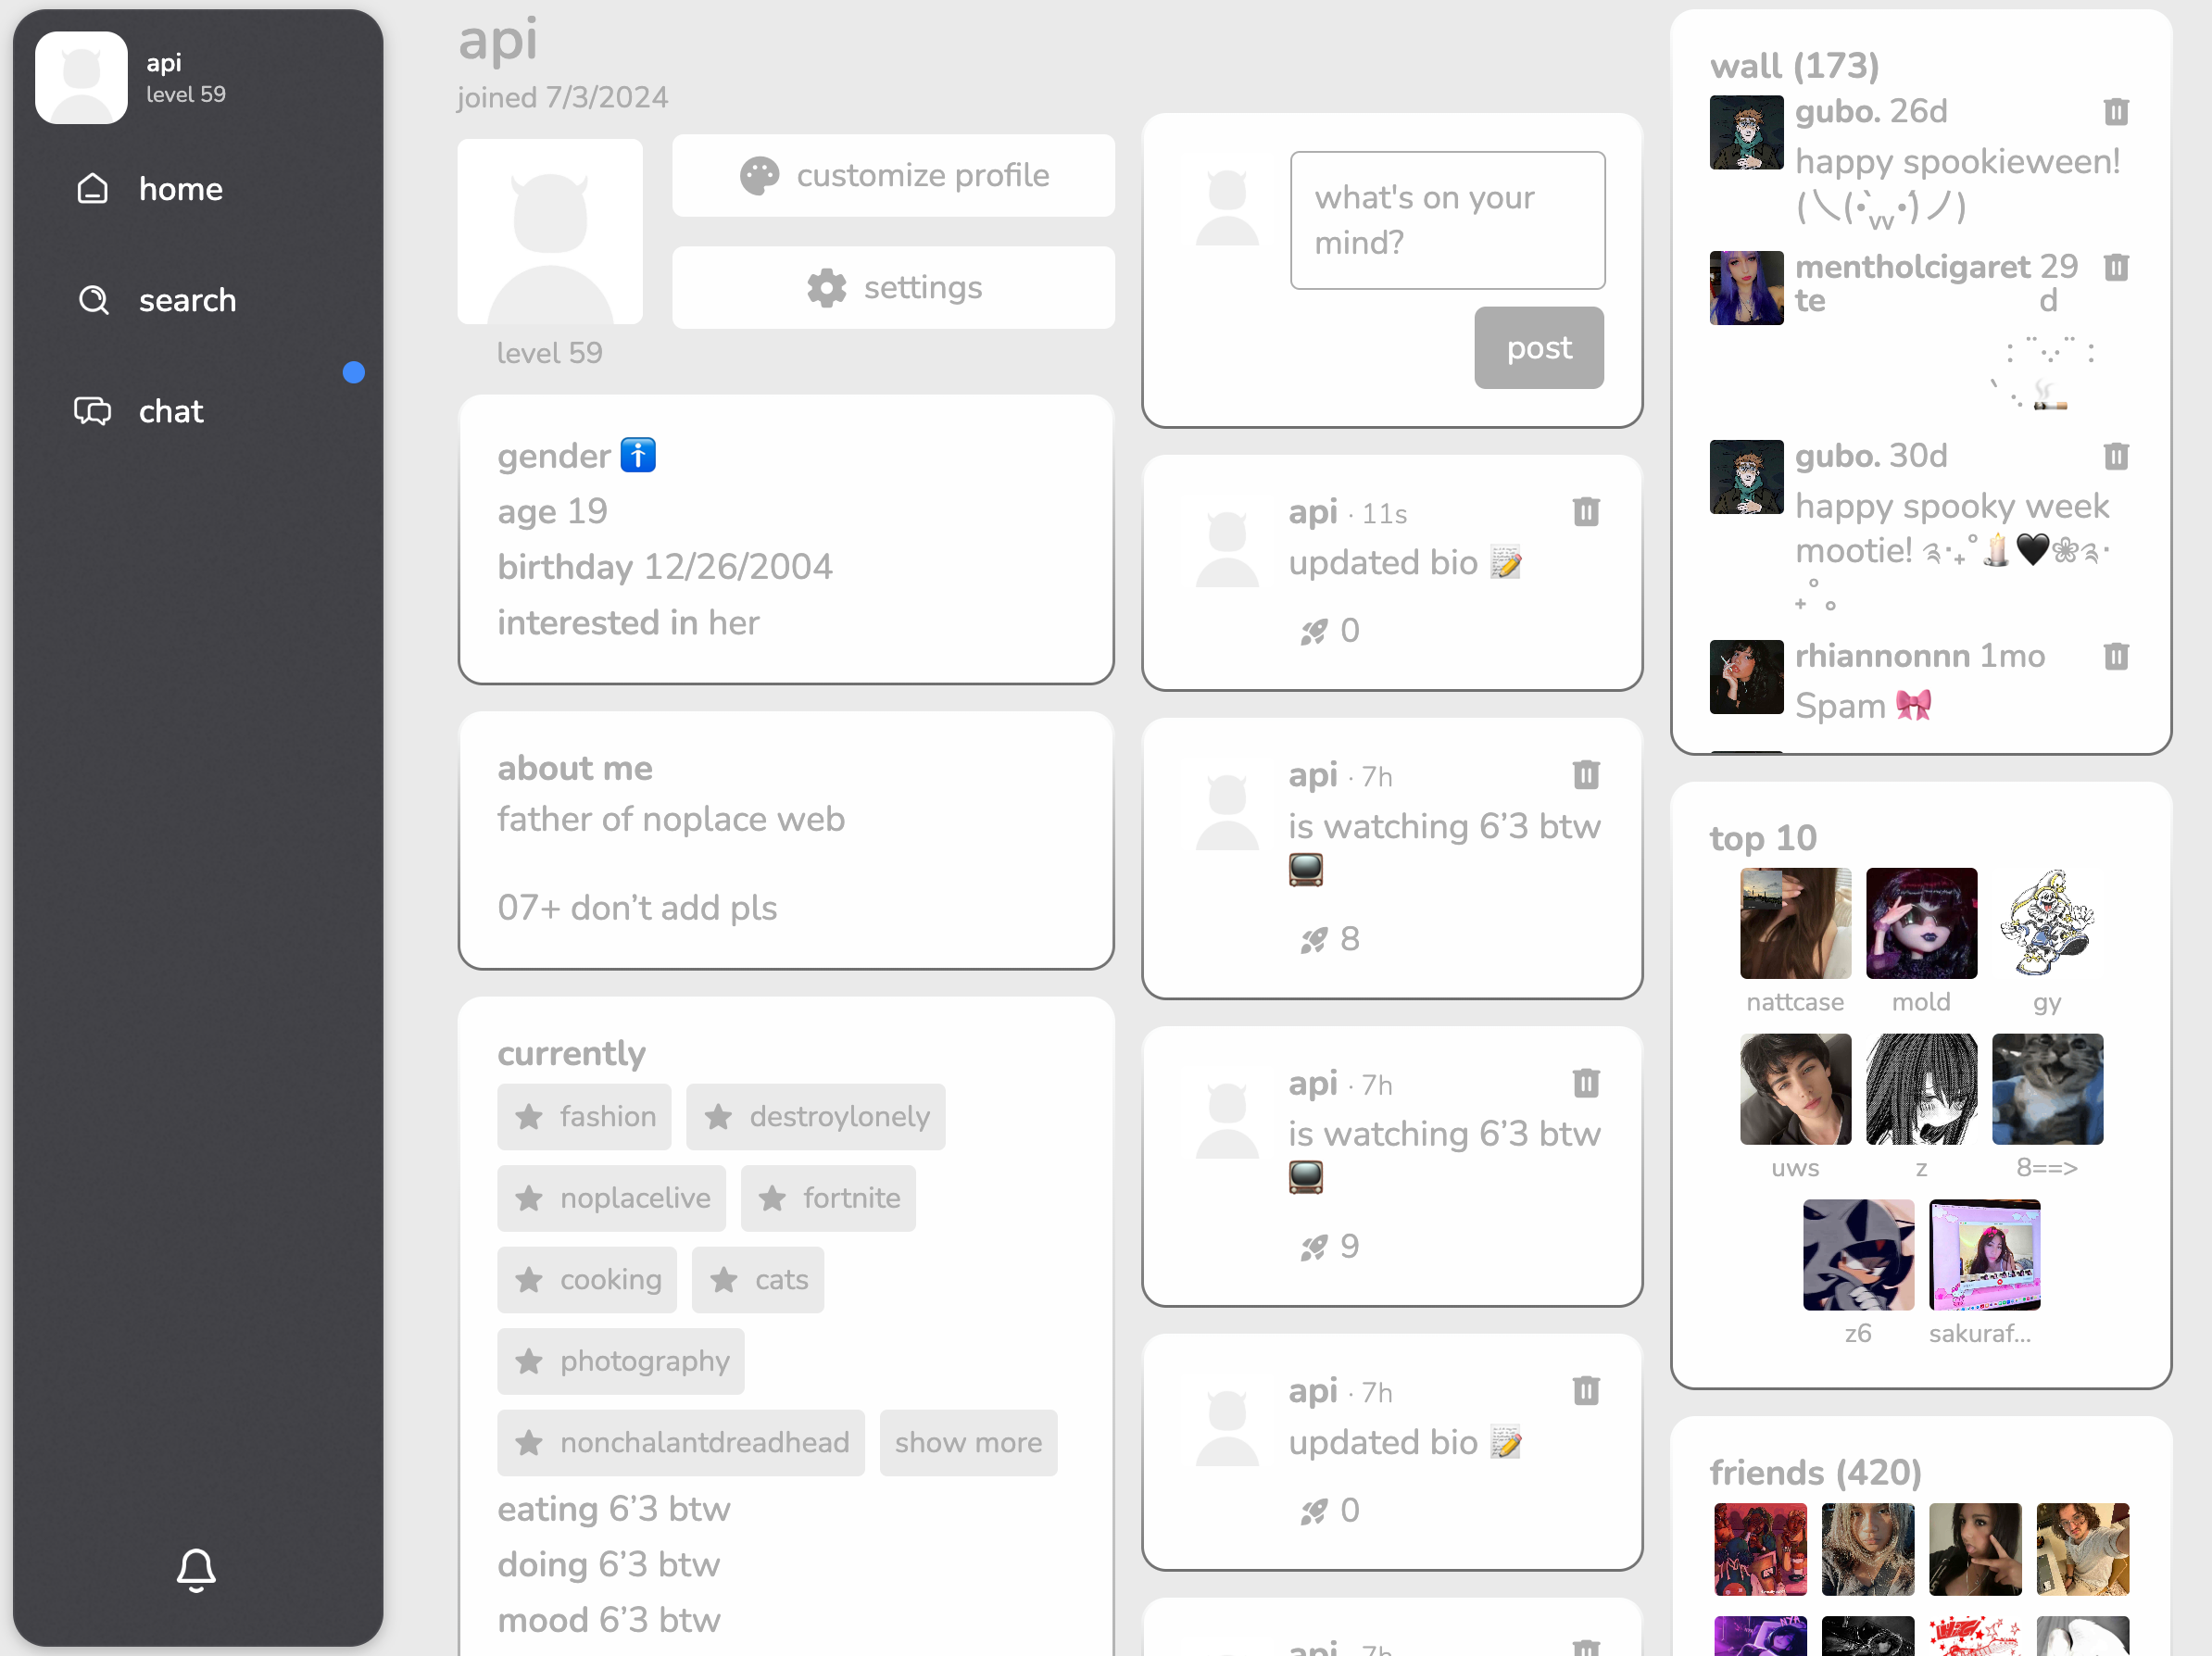 api
level 59
home
search
chat
api
joined 7/3/2024
customize profile
settings
level 59
gender
age 19
birthday 12/26/2004
interested in her
about me
father of noplace web
07+ don’t add pls
currently
fashion
destroylonely
noplacelive
fortnite
cooking
cats
photography
nonchalantdreadhead
show more
eating 6’3 btw
doing 6’3 btw
mood 6’3 btw
what's on your
mind?
post
api · 11s
updated bio 📝
0
api · 7h
is watching 6’3 btw
📺
8
api · 7h
is watching 6’3 btw
📺
9
api · 7h
updated bio 📝
0
api · 7h
wall (173)
gubo. 26d
happy spookieween!
mentholcigaret 29
te d
🚬
gubo. 30d
happy spooky week
mootie! 🕯️🖤❀
rhiannonnn 1mo
Spam 🎀
top 10
nattcase
mold
gy
uws
z
8==>
z6
sakuraf...
friends (420)